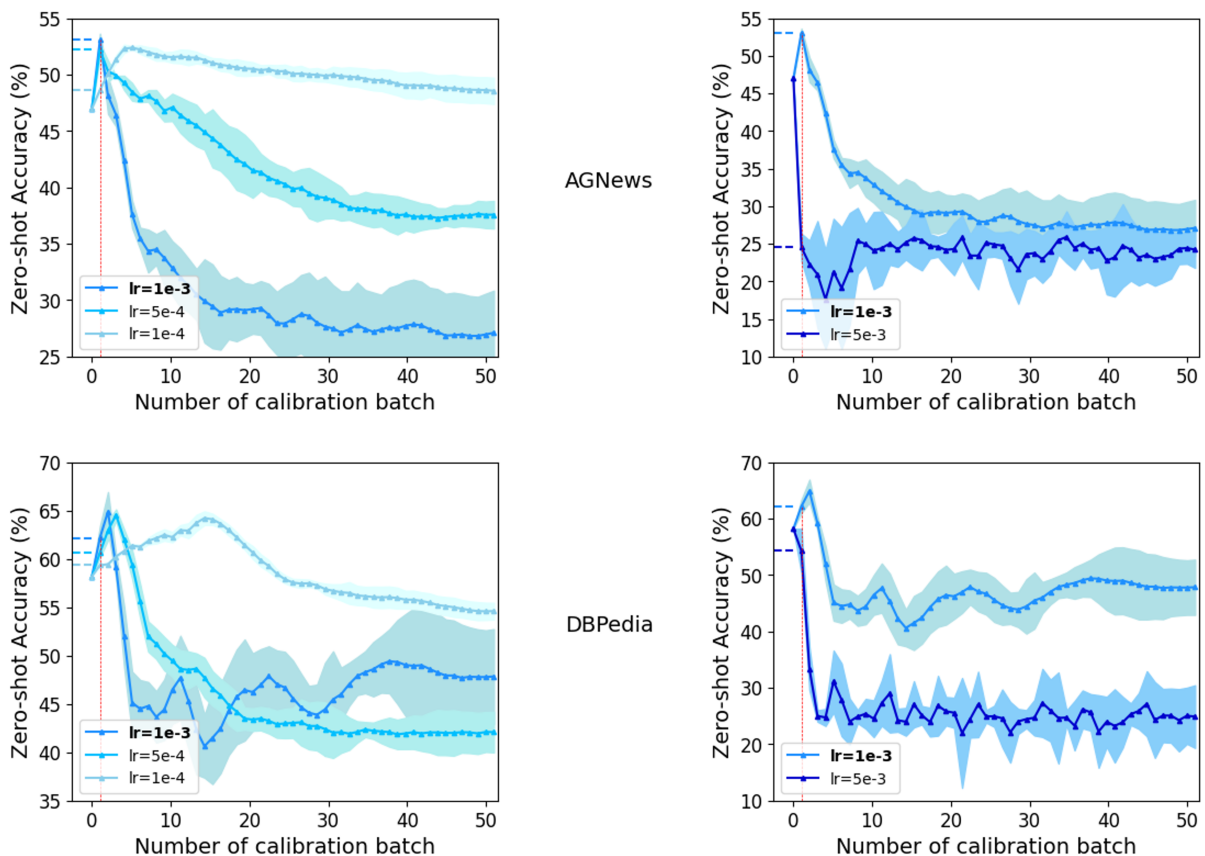 55
50
45
40
35
30
25
Zero-shot Accuracy (%)
lr=1e-3
lr=5e-4
lr=1e-4
0 10 20 30 40 50
Number of calibration batch
AGNews
55
50
45
40
35
30
25
20
15
10
Zero-shot Accuracy (%)
lr=1e-3
lr=5e-3
0 10 20 30 40 50
Number of calibration batch
70
65
60
55
50
45
40
35
Zero-shot Accuracy (%)
lr=1e-3
lr=5e-4
lr=1e-4
0 10 20 30 40 50
Number of calibration batch
DBPedia
70
60
50
40
30
20
10
Zero-shot Accuracy (%)
lr=1e-3
lr=5e-3
0 10 20 30 40 50
Number of calibration batch